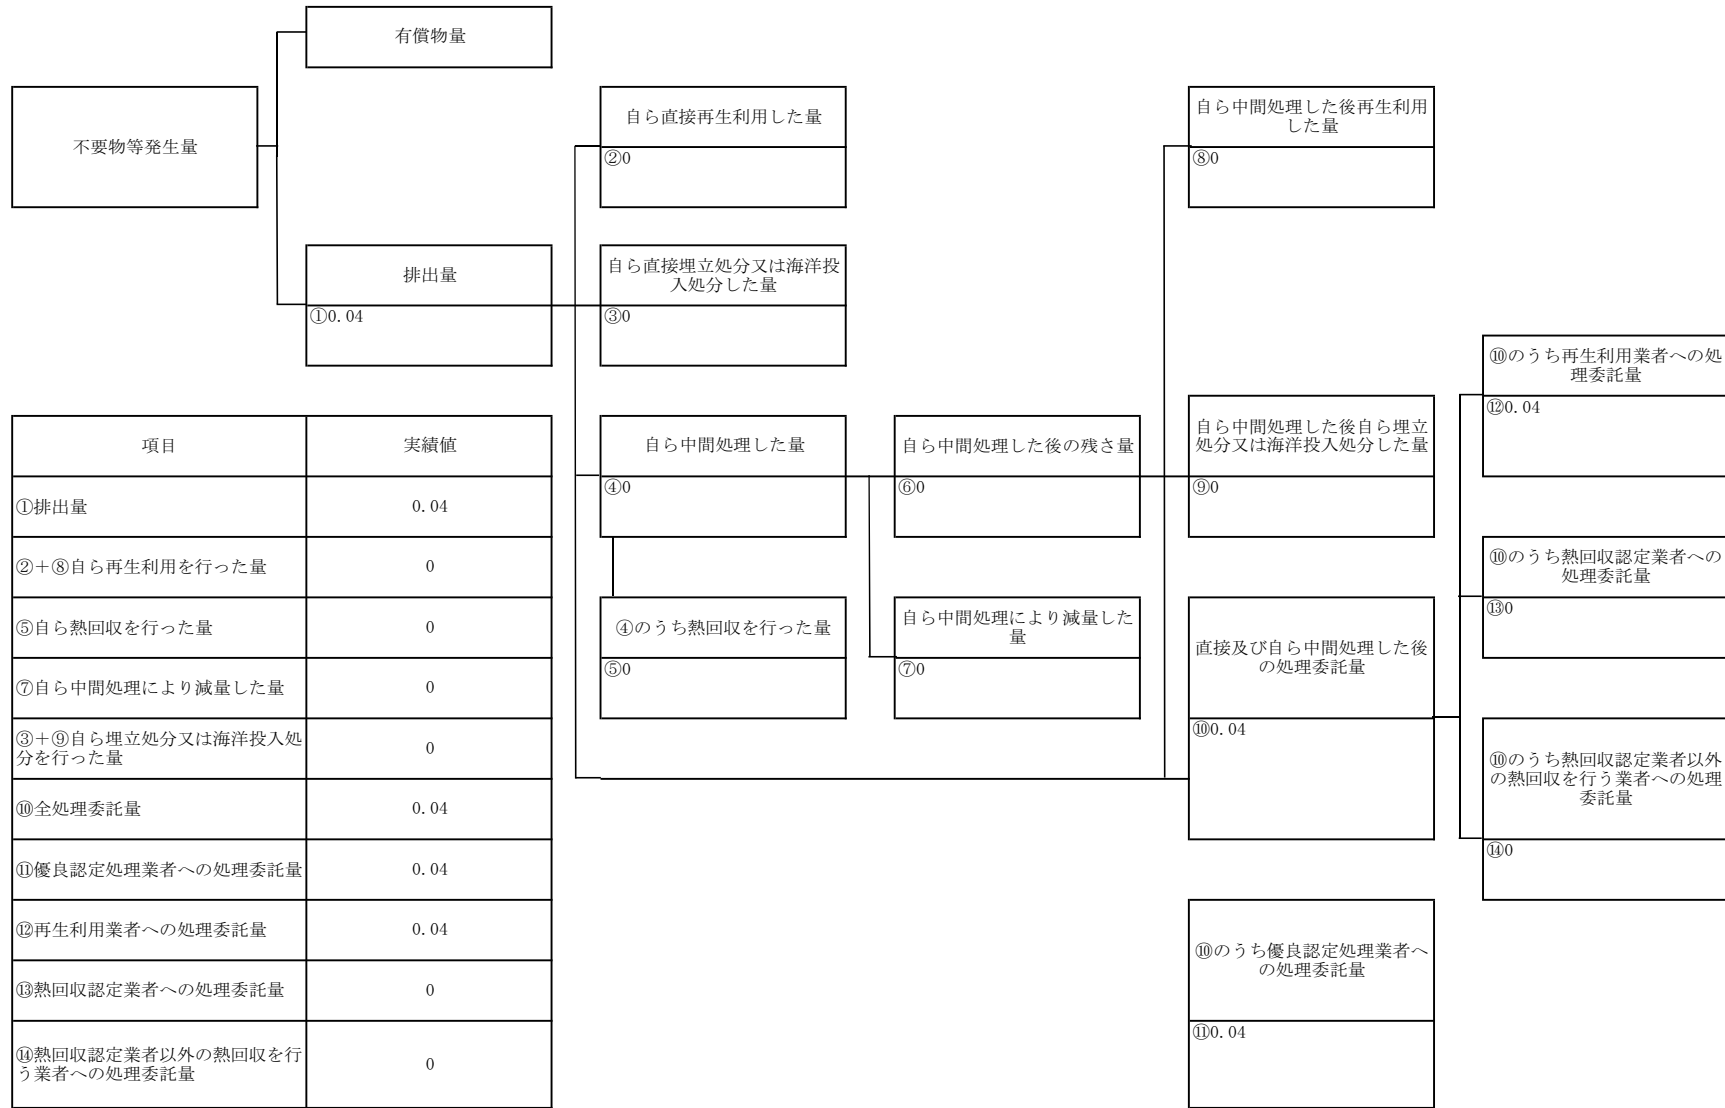 有償物量
不要物等発生量
自ら直接再生利用した量
②0
自ら中間処理した後再生利用
した量
⑧0
排出量
①0.04
自ら直接埋立処分又は海洋投
入処分した量
③0
⑩のうち再生利用業者への処
理委託量
⑫0.04
自ら中間処理した量
④0
自ら中間処理した後の残さ量
⑥0
自ら中間処理した後自ら埋立
処分又は海洋投入処分した量
⑨0
⑩のうち熱回収認定業者への
処理委託量
⑬0
④のうち熱回収を行った量
⑤0
自ら中間処理により減量した
量
⑦0
直接及び自ら中間処理した後
の処理委託量
⑩0.04
⑩のうち熱回収認定業者以外
の熱回収を行う業者への処理
委託量
⑭0
⑩のうち優良認定処理業者へ
の処理委託量
⑪0.04
項目 実績値
①排出量 0.04
②+⑧自ら再生利用を行った量 0
⑤自ら熱回収を行った量 0
⑦自ら中間処理により減量した量 0
③+⑨自ら埋立処分又は海洋投入処
分を行った量 0
⑩全処理委託量 0.04
⑪優良認定処理業者への処理委託量 0.04
⑫再生利用業者への処理委託量 0.04
⑬熱回収認定業者への処理委託量 0
⑭熱回収認定業者以外の熱回収を行
う業者への処理委託量 0